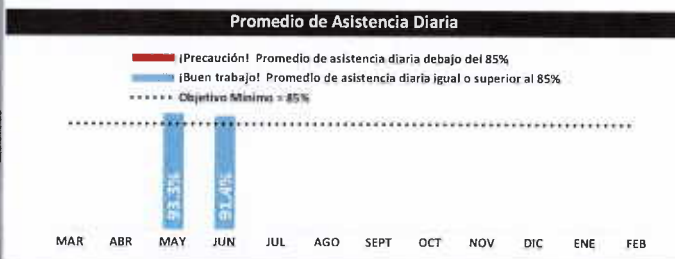 Promedio de Asistencia Diaria
¡Precaución! Promedio de asistencia diaria debajo del 85%
¡Buen trabajo! Promedio de asistencia diaria igual o superior al 85%
Objetivo Mínimo = 85%
93.3%
91.4%
MAR ABR MAY JUN JUL AGO SEPT OCT NOV DIC ENE FEB